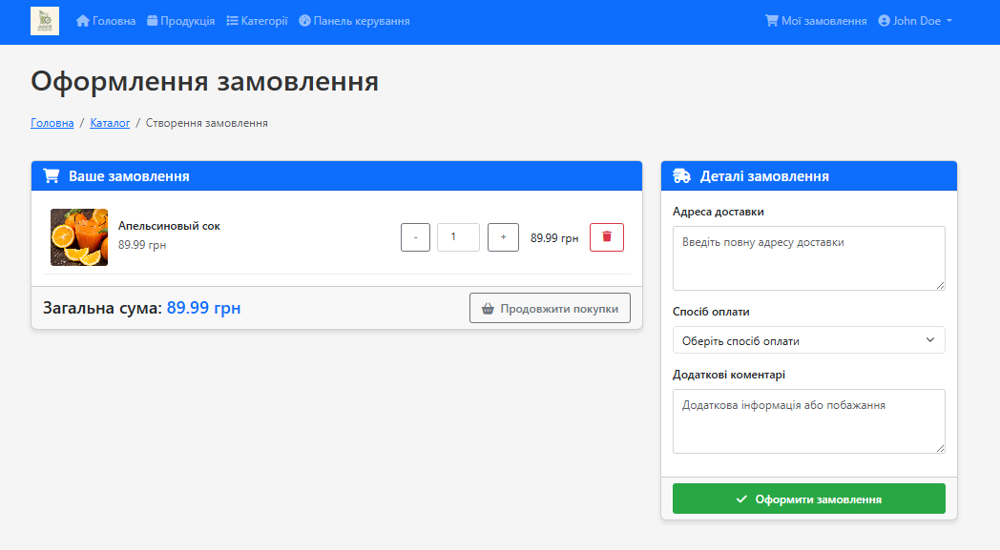 Головна Продукція Категорії Панель керування Мої замовлення John Doe
Оформлення замовлення
Головна / Каталог / Створення замовлення
Ваше замовлення
Апельсиновий сок
89.99 грн
- 1 + 89.99 грн
Загальна сума: 89.99 грн
Продовжити покупки
Деталі замовлення
Адреса доставки
Введіть повну адресу доставки
Спосіб оплати
Оберіть спосіб оплати
Додаткові коментарі
Додаткова інформація або побажання
Оформити замовлення